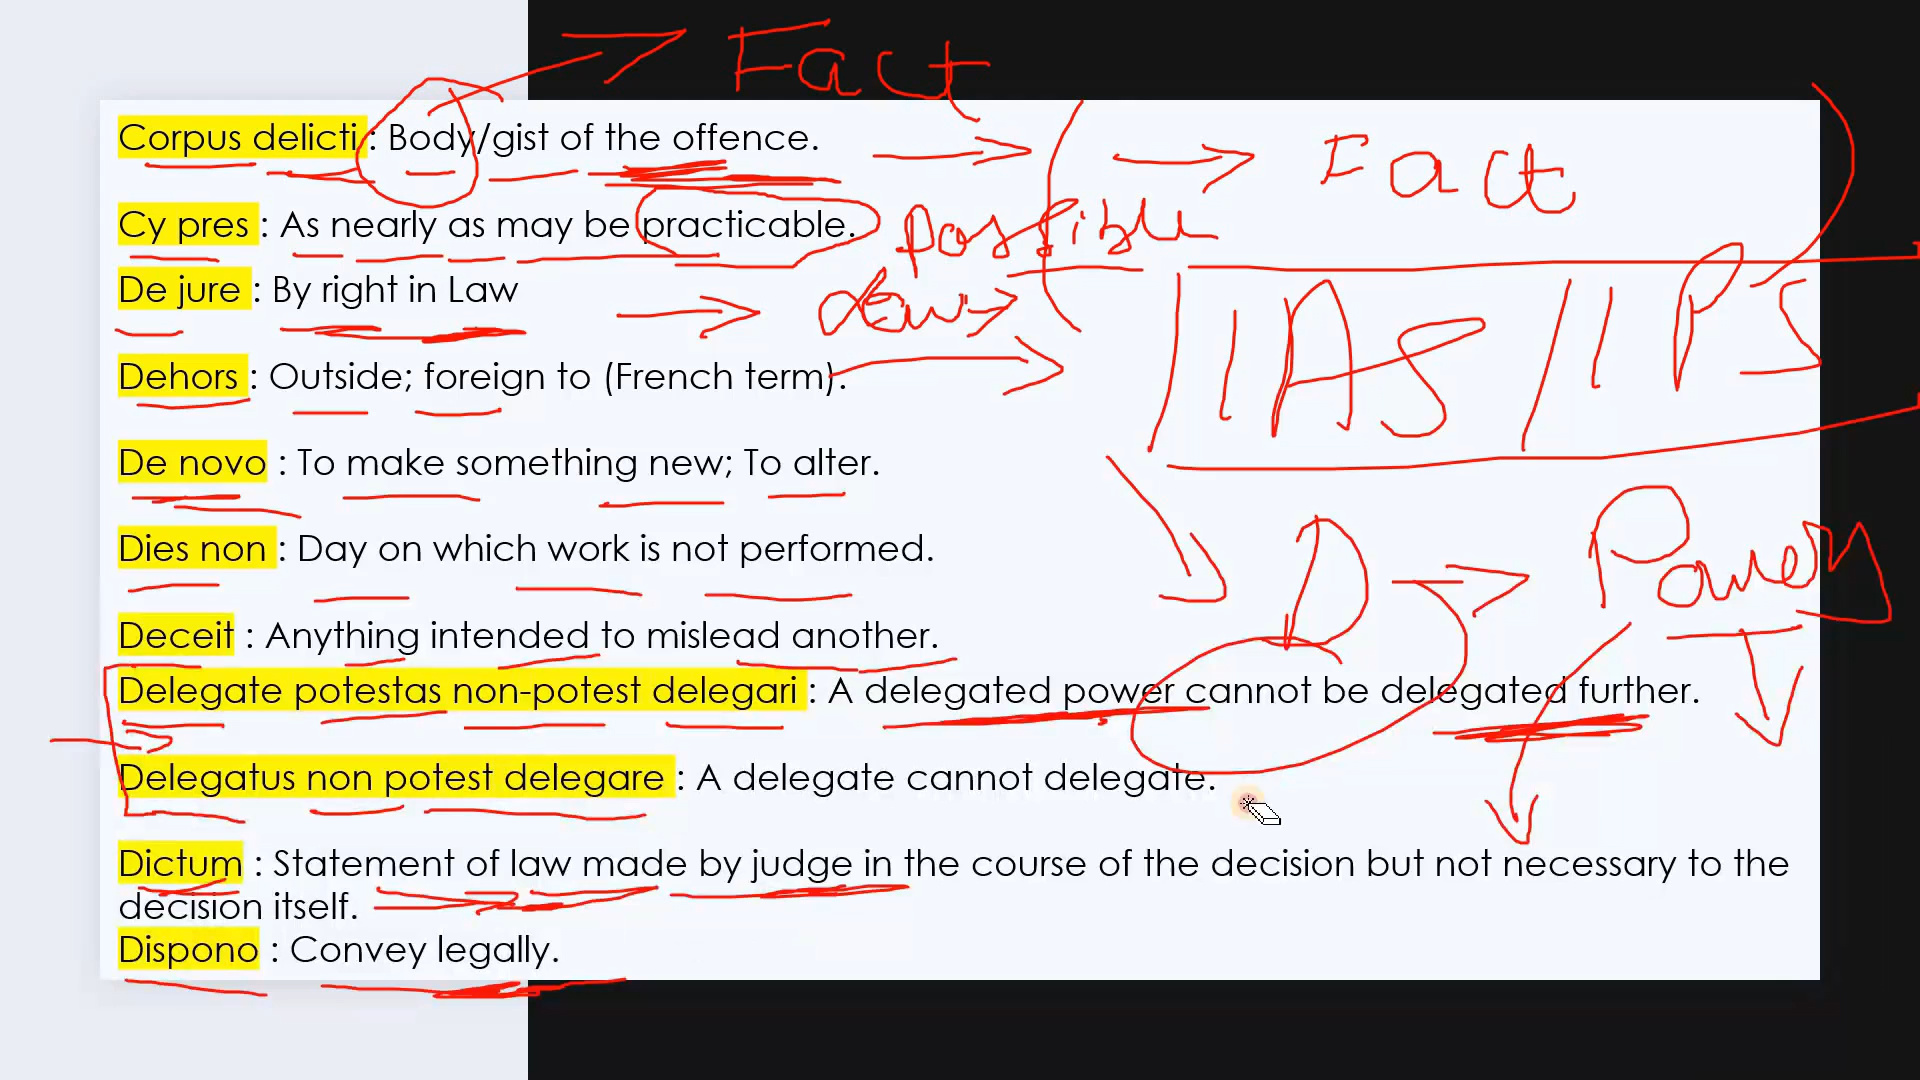 Fact
Corpus delicti : Body/gist of the offence.
Fact
Cy pres : As nearly as may be practicable.
possible
De jure : By right in Law
Law
IAS / IPS
Dehors : Outside; foreign to (French term).
De novo : To make something new; To alter.
D
Power
Dies non : Day on which work is not performed.
Deceit : Anything intended to mislead another.
Delegate potestas non-potest delegari : A delegated power cannot be delegated further.
Delegatus non potest delegare : A delegate cannot delegate.
Dictum : Statement of law made by judge in the course of the decision but not necessary to the
decision itself.
Dispono : Convey legally.